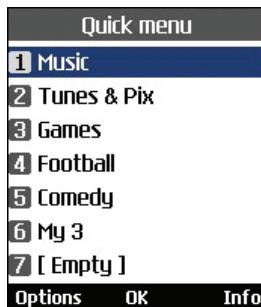 Quick menu
1 Music
2 Tunes & Pix
3 Games
4 Football
5 Comedy
6 My 3
7 [ Empty ]
Options OK Info